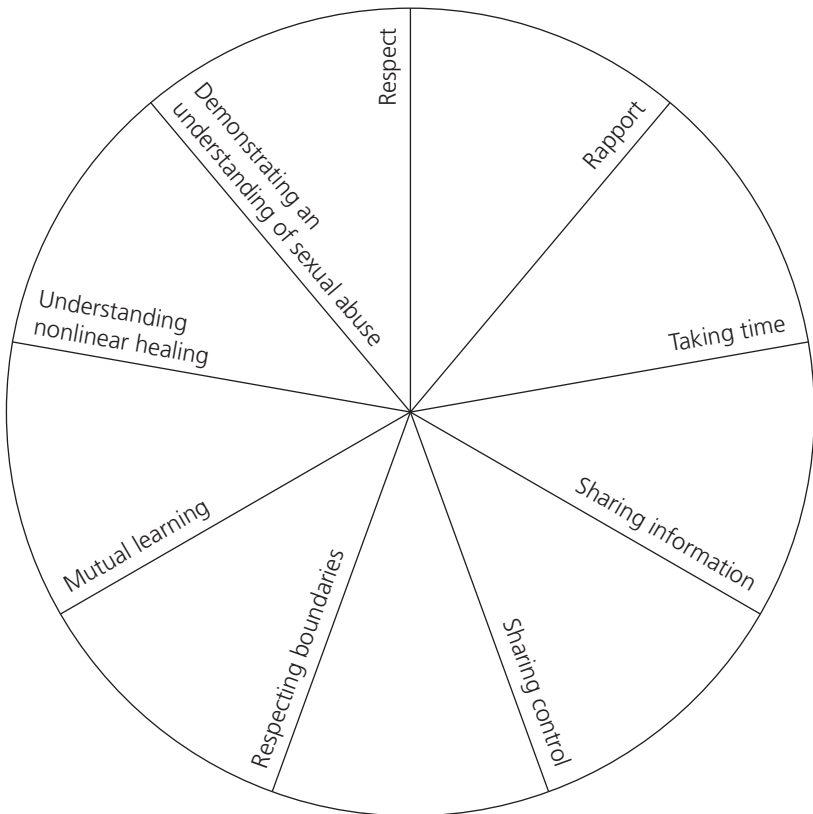 Respect
Rapport
Taking time
Sharing information
Sharing control
Respecting boundaries
Mutual learning
Understanding
nonlinear healing
Demonstrating an
understanding of sexual abuse